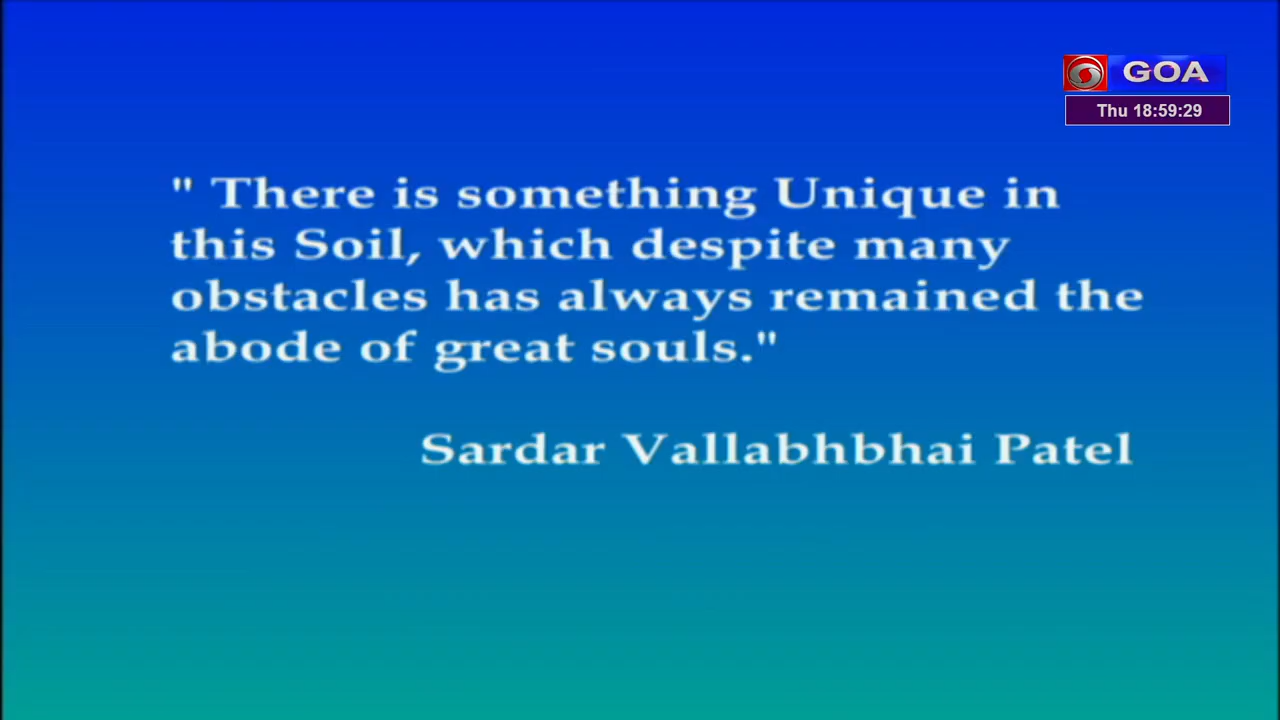 GOA
Thu 18:59:29
" There is something Unique in
this Soil, which despite many
obstacles has always remained the
abode of great souls."
Sardar Vallabhbhai Patel